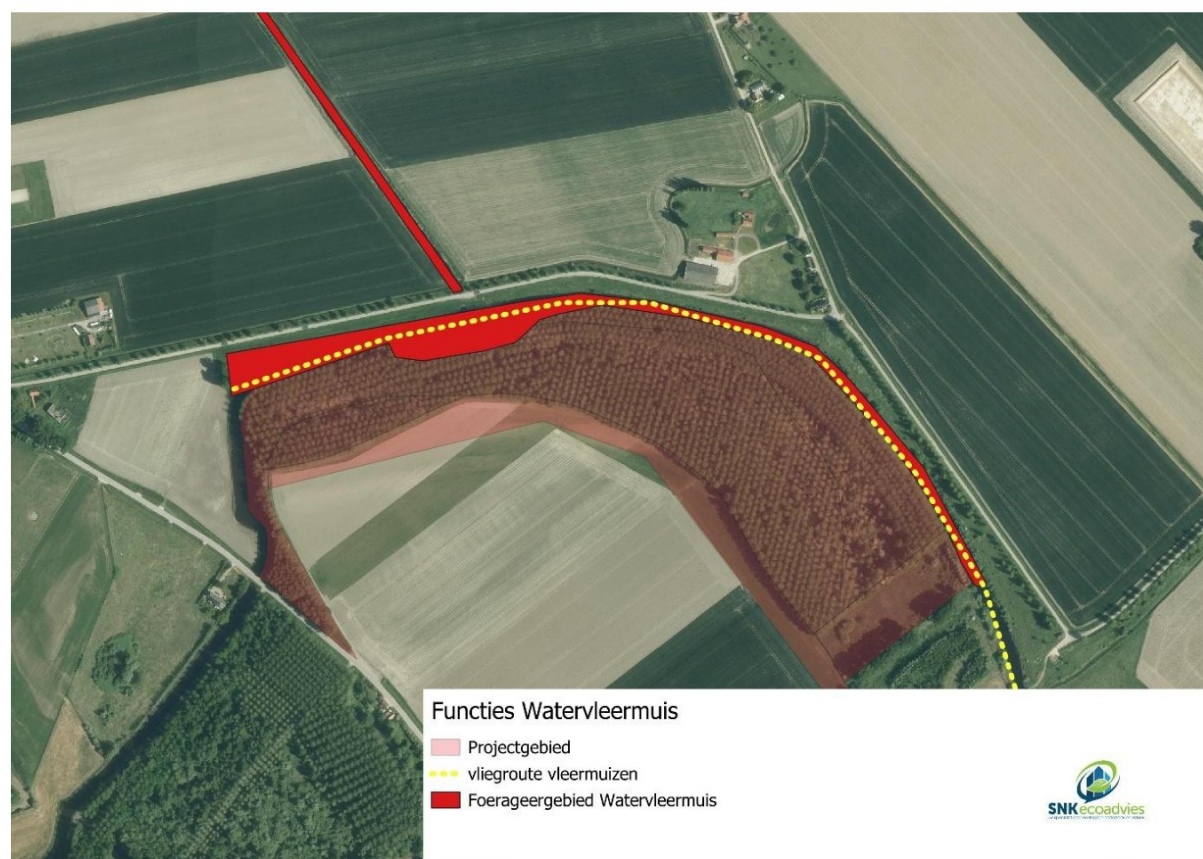 Functies Watervleermuis
Projectgebied
vliegroute vleermuizen
Foerageergebied Watervleermuis
SNKecoadvies